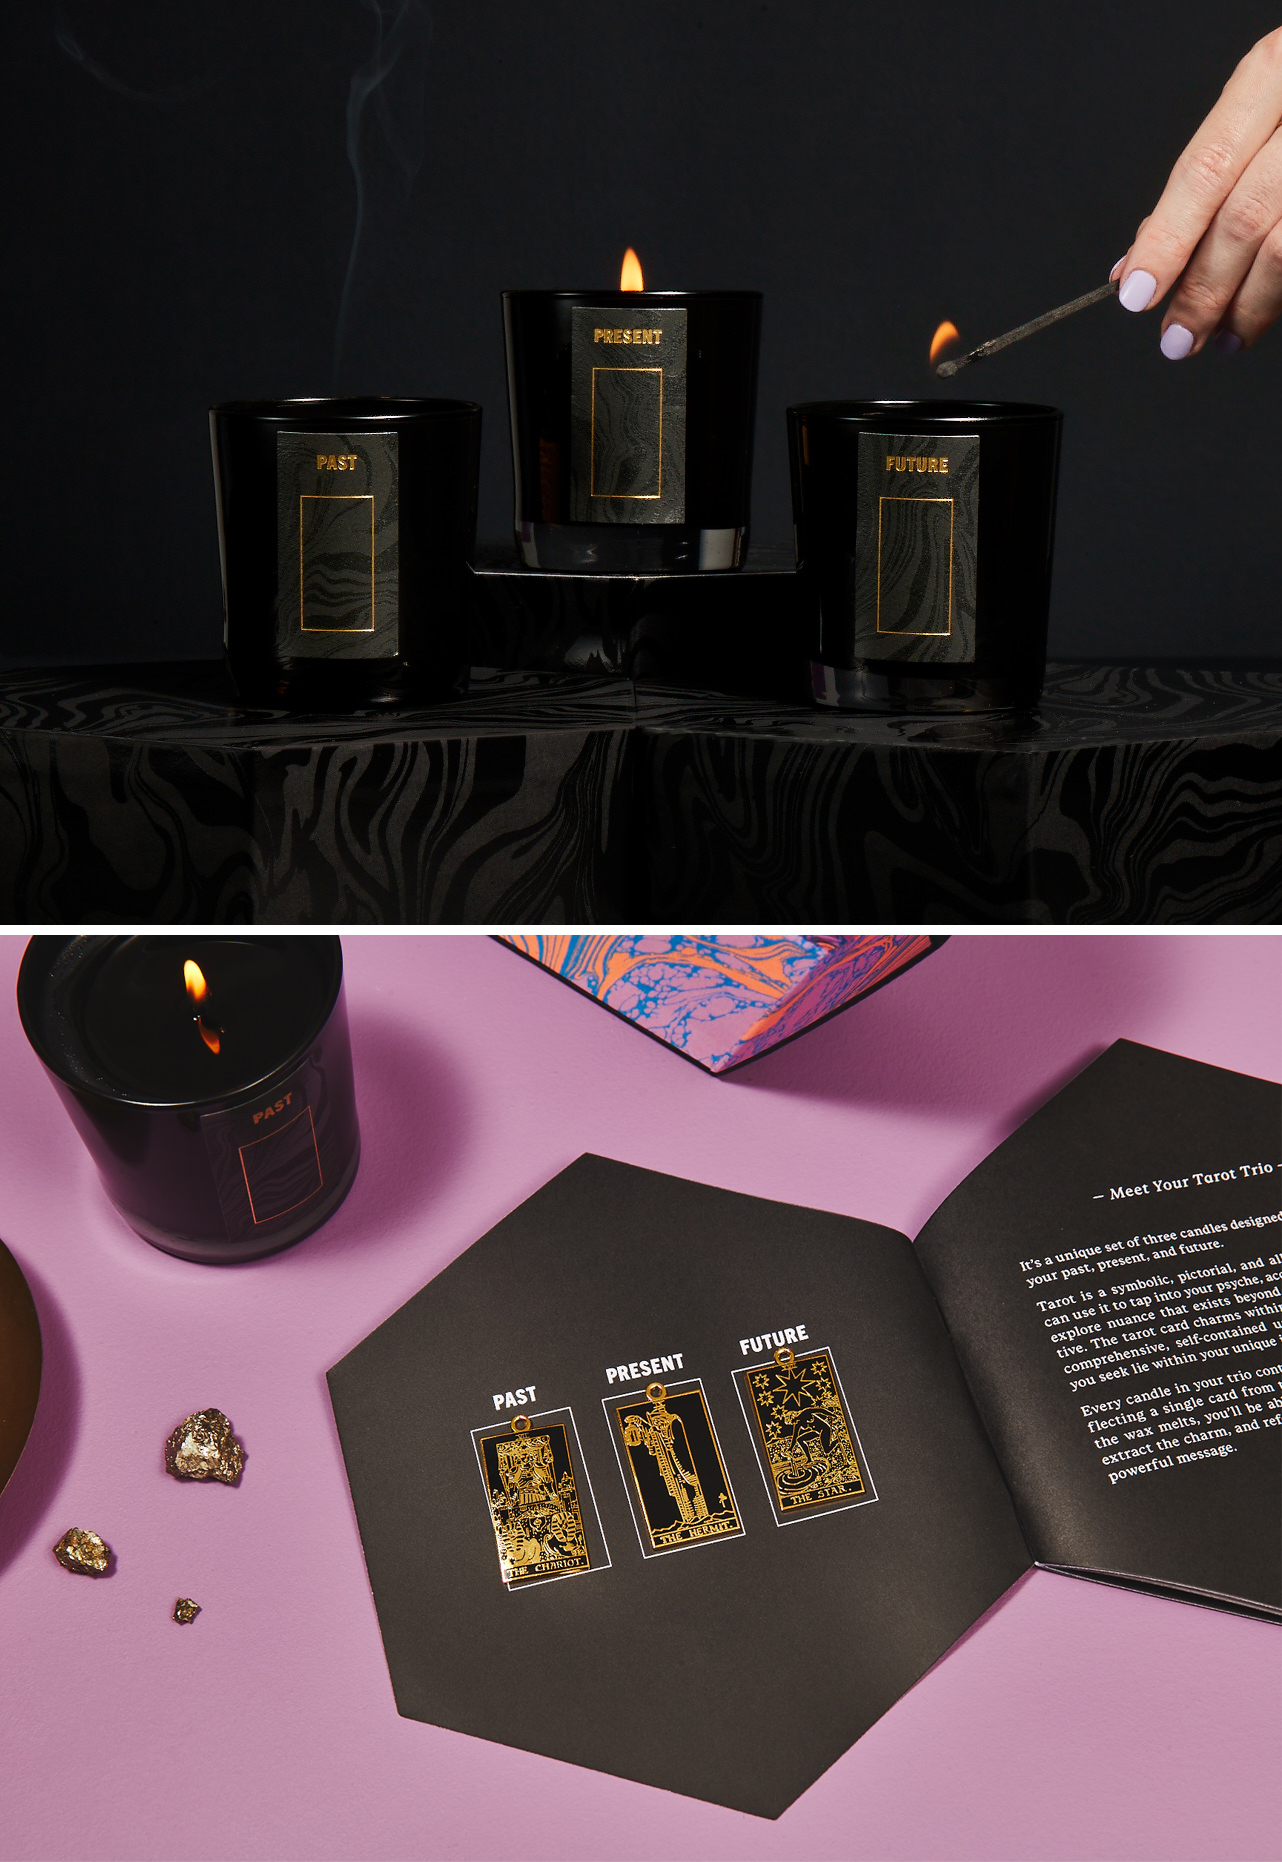 PRESENT
PAST
FUTURE
PAST
— Meet Your Tarot Trio —
It's a unique set of three candles designed
your past, present, and future.
Tarot is a symbolic, pictorial, and
can use it to tap into your psyche,
explore nuance that exists beyond
tive. The tarot card charms within
comprehensive, self-contained
you seek lie within your unique
Every candle in your trio
flecting a single card from
the wax melts, you'll be
extract the charm, and
powerful message.
PAST
PRESENT
FUTURE
THE CHARIOT.
THE HERMIT.
THE STAR.